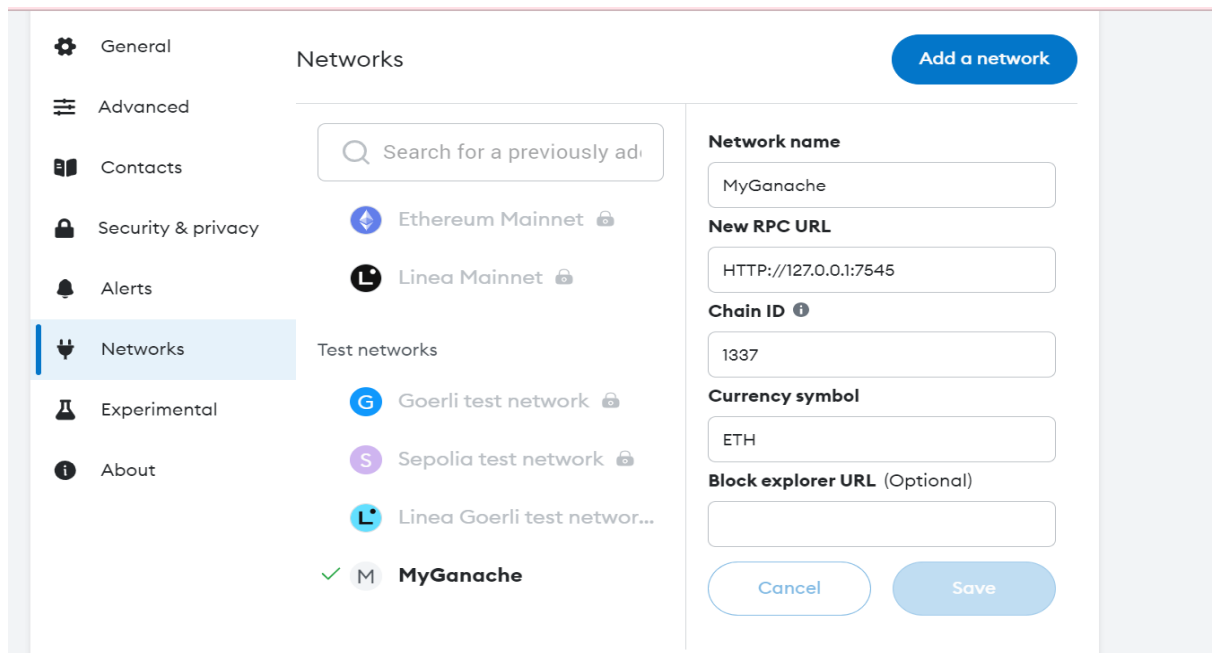 General
Advanced
Contacts
Security & privacy
Alerts
Networks
Experimental
About
Networks
Add a network
Search for a previously ad
Ethereum Mainnet
L Linea Mainnet
Test networks
G Goerli test network
S Sepolia test network
L Linea Goerli test networ...
M MyGanache
Network name
MyGanache
New RPC URL
HTTP://127.0.0.1:7545
Chain ID
1337
Currency symbol
ETH
Block explorer URL (Optional)
Cancel
Save